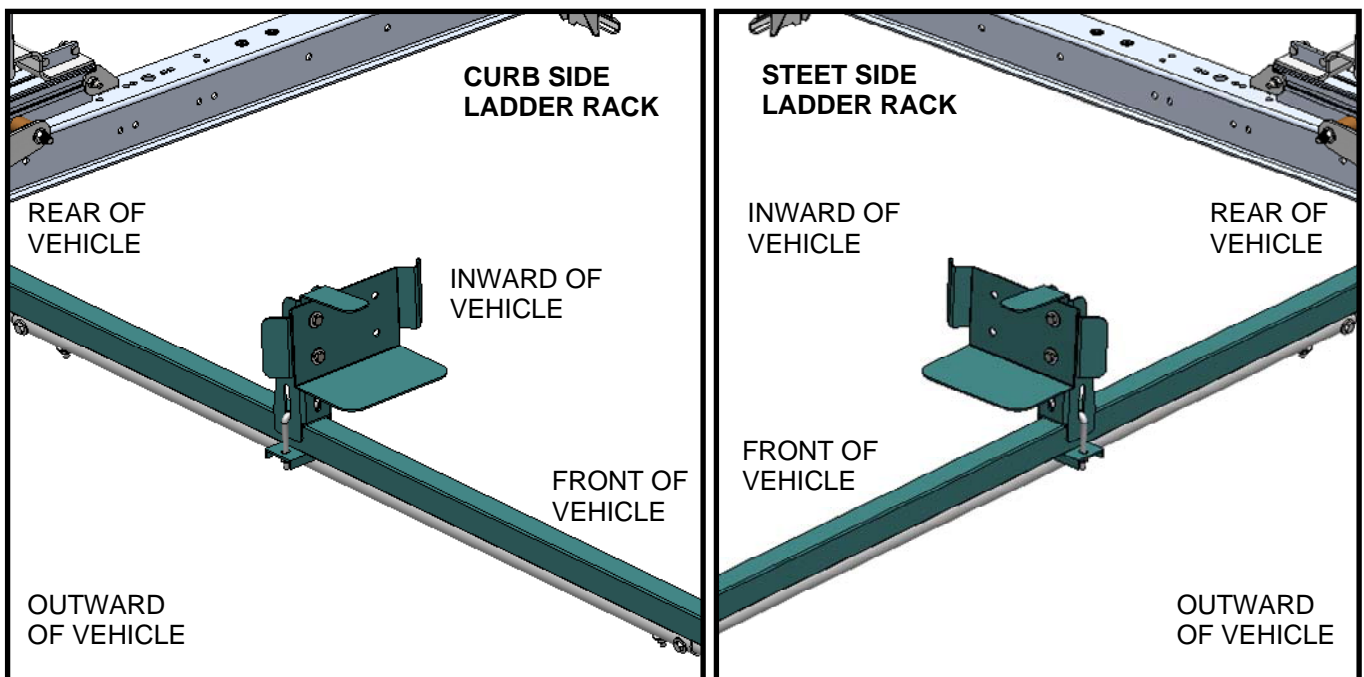 CURB SIDE
LADDER RACK
REAR OF
VEHICLE
INWARD OF
VEHICLE
FRONT OF
VEHICLE
OUTWARD
OF VEHICLE
STEET SIDE
LADDER RACK
INWARD OF
VEHICLE
REAR OF
VEHICLE
FRONT OF
VEHICLE
OUTWARD
OF VEHICLE